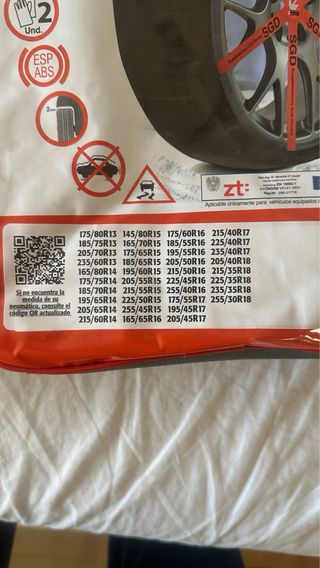 2
Und.
ESP
ABS
SGD
SGD
zt:
EN 16662-1
Aplicable únicamente para vehículos equipados c
Si no encuentra la
medida de su
neumático, consulte el
código QR actualizado
175/80R13 145/80R15 175/60R16 215/40R17
185/75R13 165/70R15 185/55R16 225/40R17
205/70R13 175/65R15 195/55R16 235/40R17
235/60R13 185/65R15 205/50R16 205/40R18
165/80R14 195/60R15 215/50R16 215/35R18
175/75R14 205/55R15 225/45R16 225/35R18
185/70R14 215/55R15 255/40R16 235/35R18
195/65R14 225/50R15 175/55R17 255/30R18
205/65R14 255/45R15 195/45R17
215/60R14 165/65R16 205/45R17